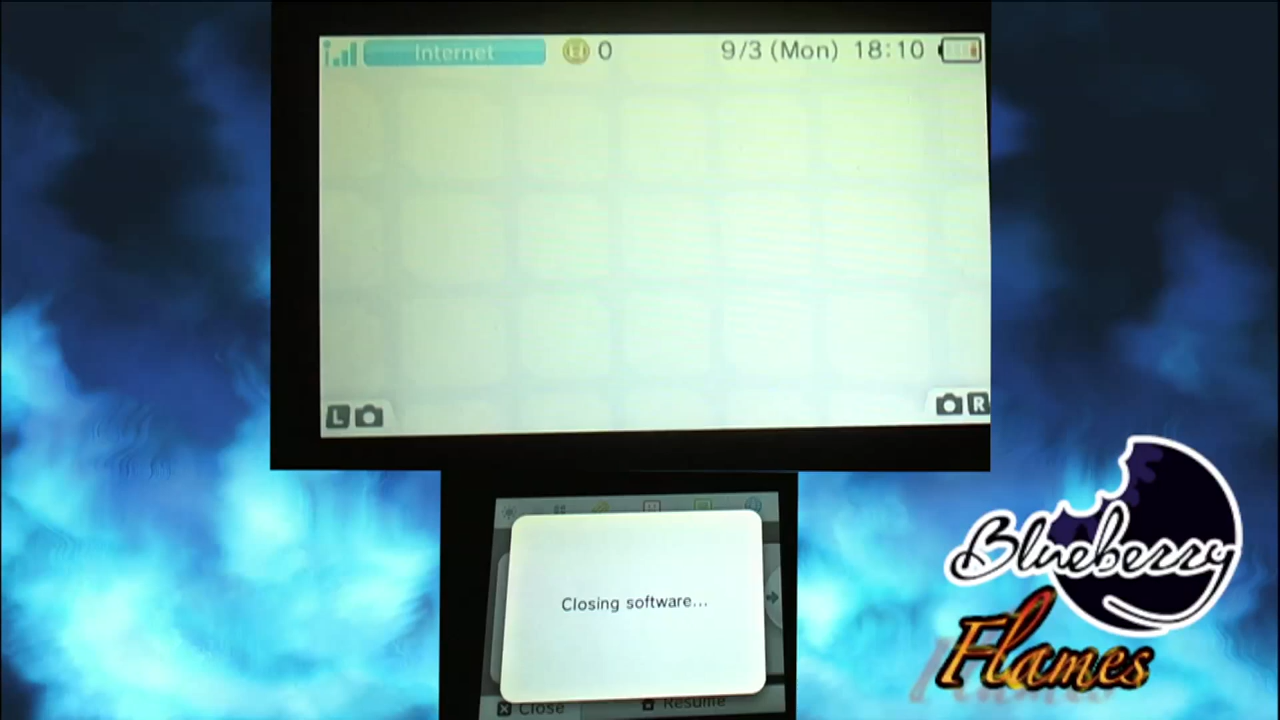 Internet 0 9/3 (Mon) 18:10
L R
Closing software...
Close Resume
Blueberry
Flames